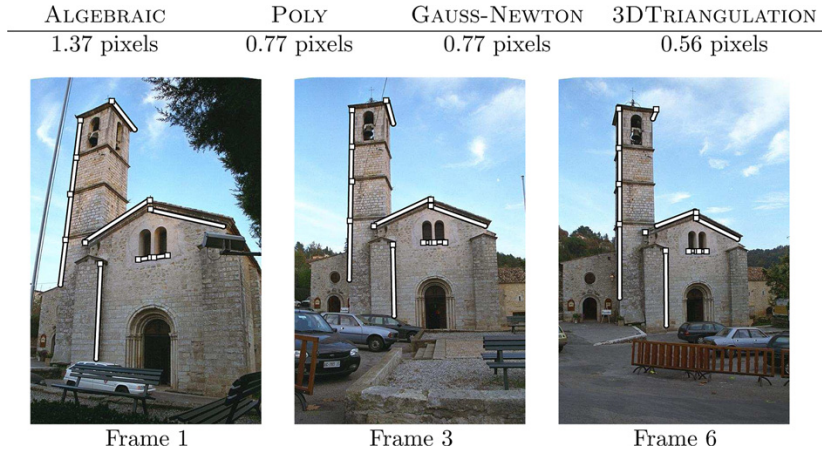 ALGEBRAIC POLY GAUSS-NEWTON 3DTRIANGULATION
1.37 pixels 0.77 pixels 0.77 pixels 0.56 pixels
Frame 1 Frame 3 Frame 6